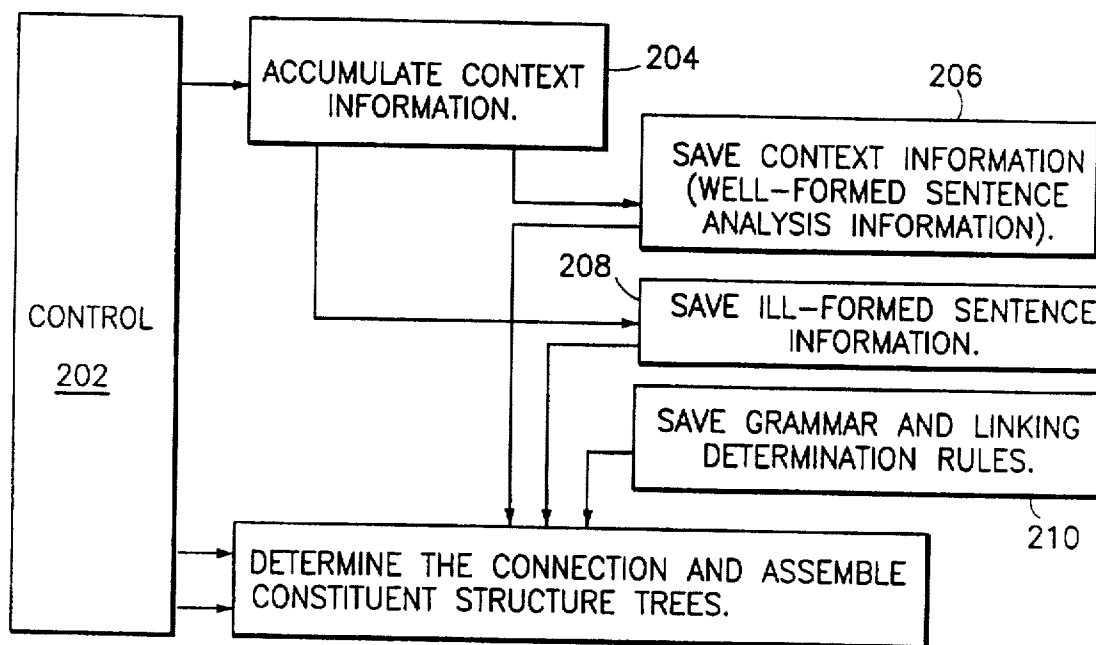 ACCUMULATE CONTEXT
INFORMATION.
204
206
SAVE CONTEXT INFORMATION
(WELL-FORMED SENTENCE
ANALYSIS INFORMATION).
208
SAVE ILL-FORMED SENTENCE
INFORMATION.
CONTROL
202
SAVE GRAMMAR AND LINKING
DETERMINATION RULES.
210
DETERMINE THE CONNECTION AND ASSEMBLE
CONSTITUENT STRUCTURE TREES.